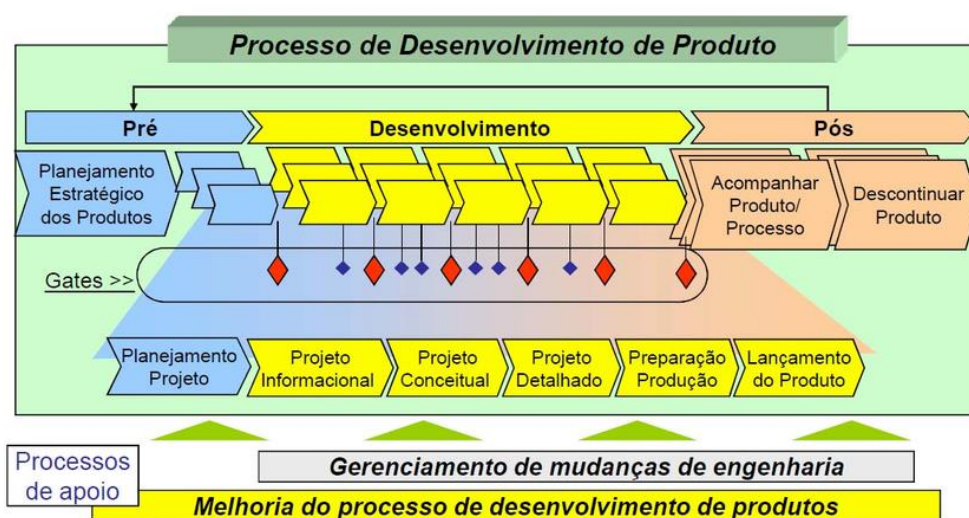 Processo de Desenvolvimento de Produto
Pré
Desenvolvimento
Pós
Planejamento
Estratégico
dos Produtos
Acompanhar
Produto/
Processo
Descontinuar
Produto
Gates >>
Planejamento
Projeto
Projeto
Informacional
Projeto
Conceitual
Projeto
Detalhado
Preparação
Produção
Lançamento
do Produto
Processos
de apoio
Gerenciamento de mudanças de engenharia
Melhoria do processo de desenvolvimento de produtos